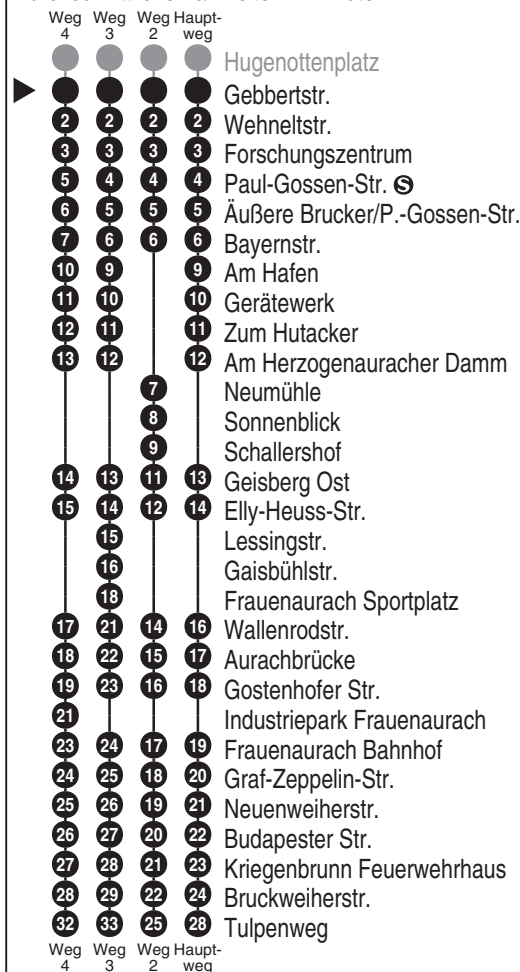 Weg Weg Weg Haupt-
4 3 2 weg
Hugenottenplatz
Gebbertstr.
2 2 2 2 Wehneltstr.
3 3 3 3 Forschungszentrum
5 4 4 4 Paul-Gossen-Str. S
6 5 5 5 Äußere Brucker/P.-Gossen-Str.
7 6 6 6 Bayernstr.
10 9 9 Am Hafen
11 10 10 Gerätewerk
12 11 11 Zum Hutacker
13 12 12 Am Herzogenauracher Damm
7 Neumühle
8 Sonnenblick
9 Schallershof
14 13 11 13 Geisberg Ost
15 14 12 14 Elly-Heuss-Str.
15 Lessingstr.
16 Gaisbühlstr.
18 Frauenaurach Sportplatz
17 21 14 16 Wallenrodstr.
18 22 15 17 Aurachbrücke
19 23 16 18 Gostenhofer Str.
21 Industriepark Frauenaurach
23 24 17 19 Frauenaurach Bahnhof
24 25 18 20 Graf-Zeppelin-Str.
25 26 19 21 Neuenweiherstr.
26 27 20 22 Budapester Str.
27 28 21 23 Kriegenbrunn Feuerwehrhaus
28 29 22 24 Bruckweiherstr.
32 33 25 28 Tulpenweg
Weg Weg Weg Haupt-
4 3 2 weg